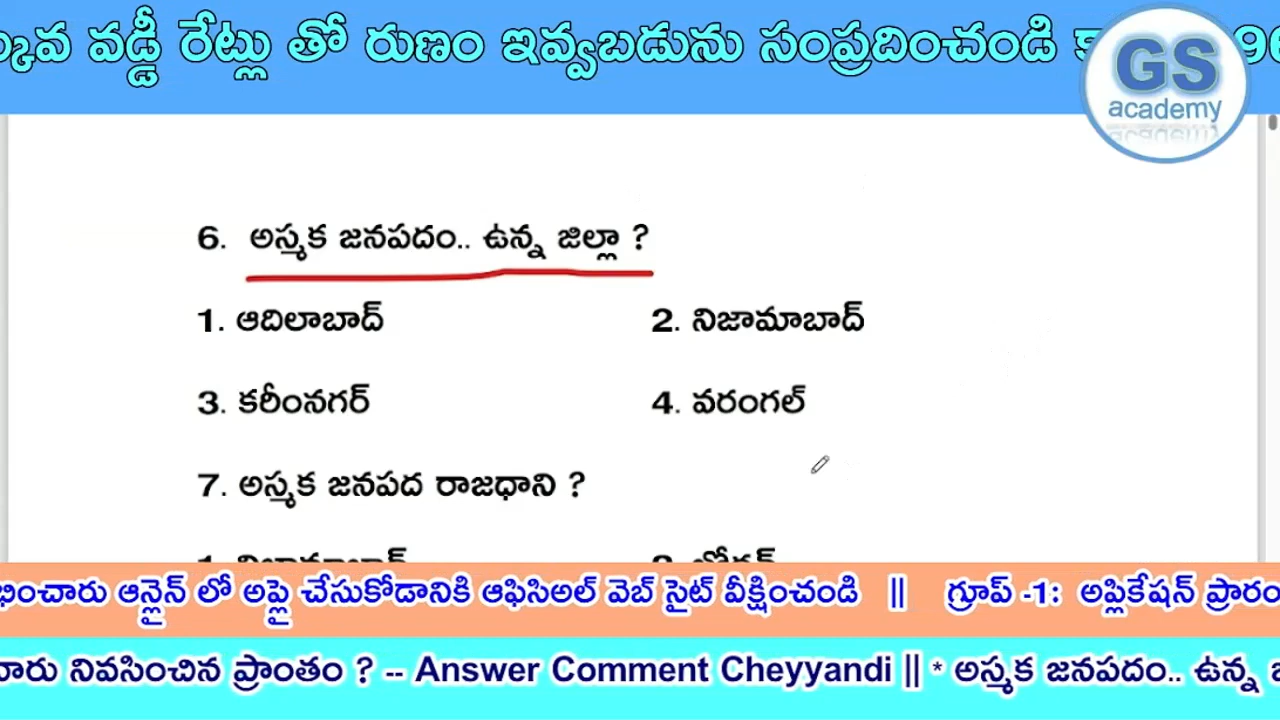 వడ్డీ రేట్లు తో రుణం ఇవ్వబడును సంప్రదించండి
GS
academy
6. అస్మక జనపదం.. ఉన్న జిల్లా ?
1. ఆదిలాబాద్ 2. నిజామాబాద్
3. కరీంనగర్ 4. వరంగల్
7. అస్మక జనపద రాజధాని ?
ఆన్లైన్ లో అప్లై చేసుకోడానికి ఆఫిసిఅల్ వెబ్ సైట్ వీక్షించండి || గ్రూప్ -1: అప్లికేషన్
నివసించిన ప్రాంతం ? -- Answer Comment Cheyyandi || * అస్మక జనపదం.. ఉన్న